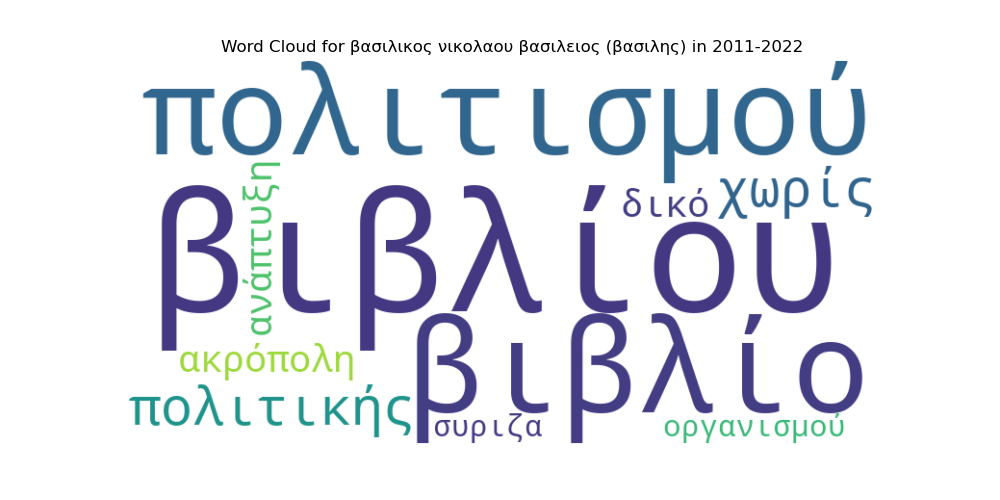 Word Cloud for βασιλικος νικολαου βασιλειος (βασιλης) in 2011-2022
πολιτισμού
ανάπτυξη
δικό
χωρίς
βιβλίου
βιβλίο
ακρόπολη
πολιτικής
συριζα
οργανισμού